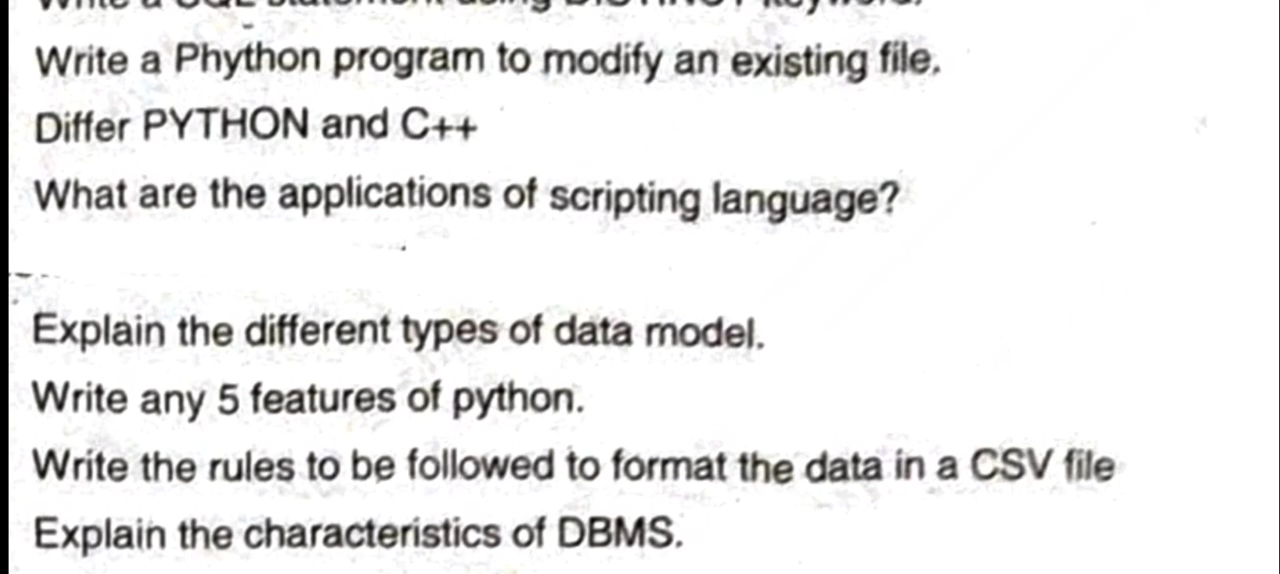 Write a Phython program to modify an existing file.
Differ PYTHON and C++
What are the applications of scripting language?
Explain the different types of data model.
Write any 5 features of python.
Write the rules to be followed to format the data in a CSV file
Explain the characteristics of DBMS.